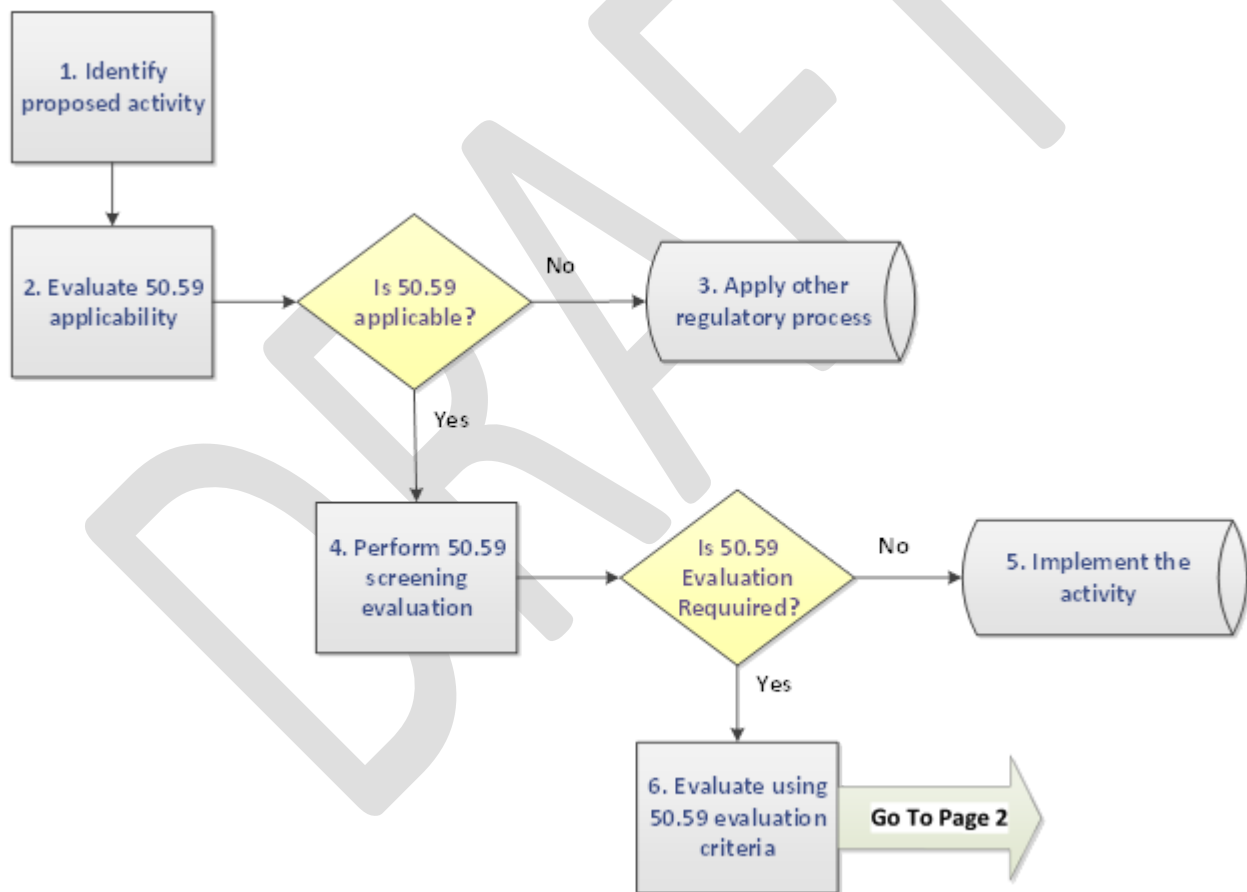 1. Identify
proposed activity
2. Evaluate 50.59
applicability
Is 50.59
applicable?
No
3. Apply other
regulatory process
Yes
4. Perform 50.59
screening
evaluation
Is 50.59
Evaluation
Requuired?
No
5. Implement the
activity
Yes
6. Evaluate using
50.59 evaluation
criteria
Go To Page 2
DRAFT